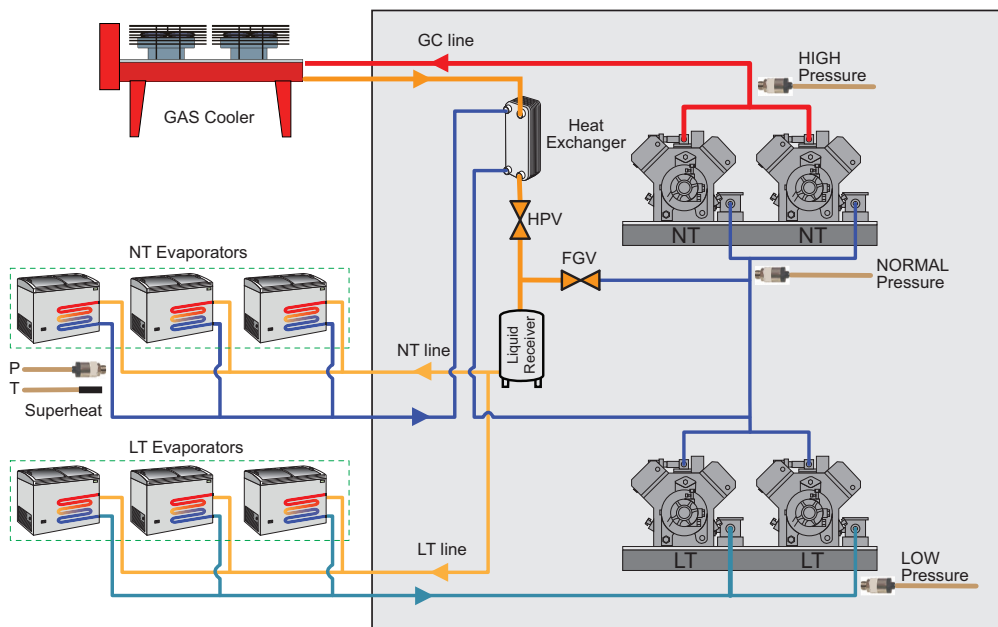 GC line
HIGH
Pressure
GAS Cooler
Heat
Exchanger
HPV
NT NT
NT Evaporators
FGV
NORMAL
Pressure
Liquid
Receiver
NT line
P
T
Superheat
LT Evaporators
LT line
LT LT
LOW
Pressure